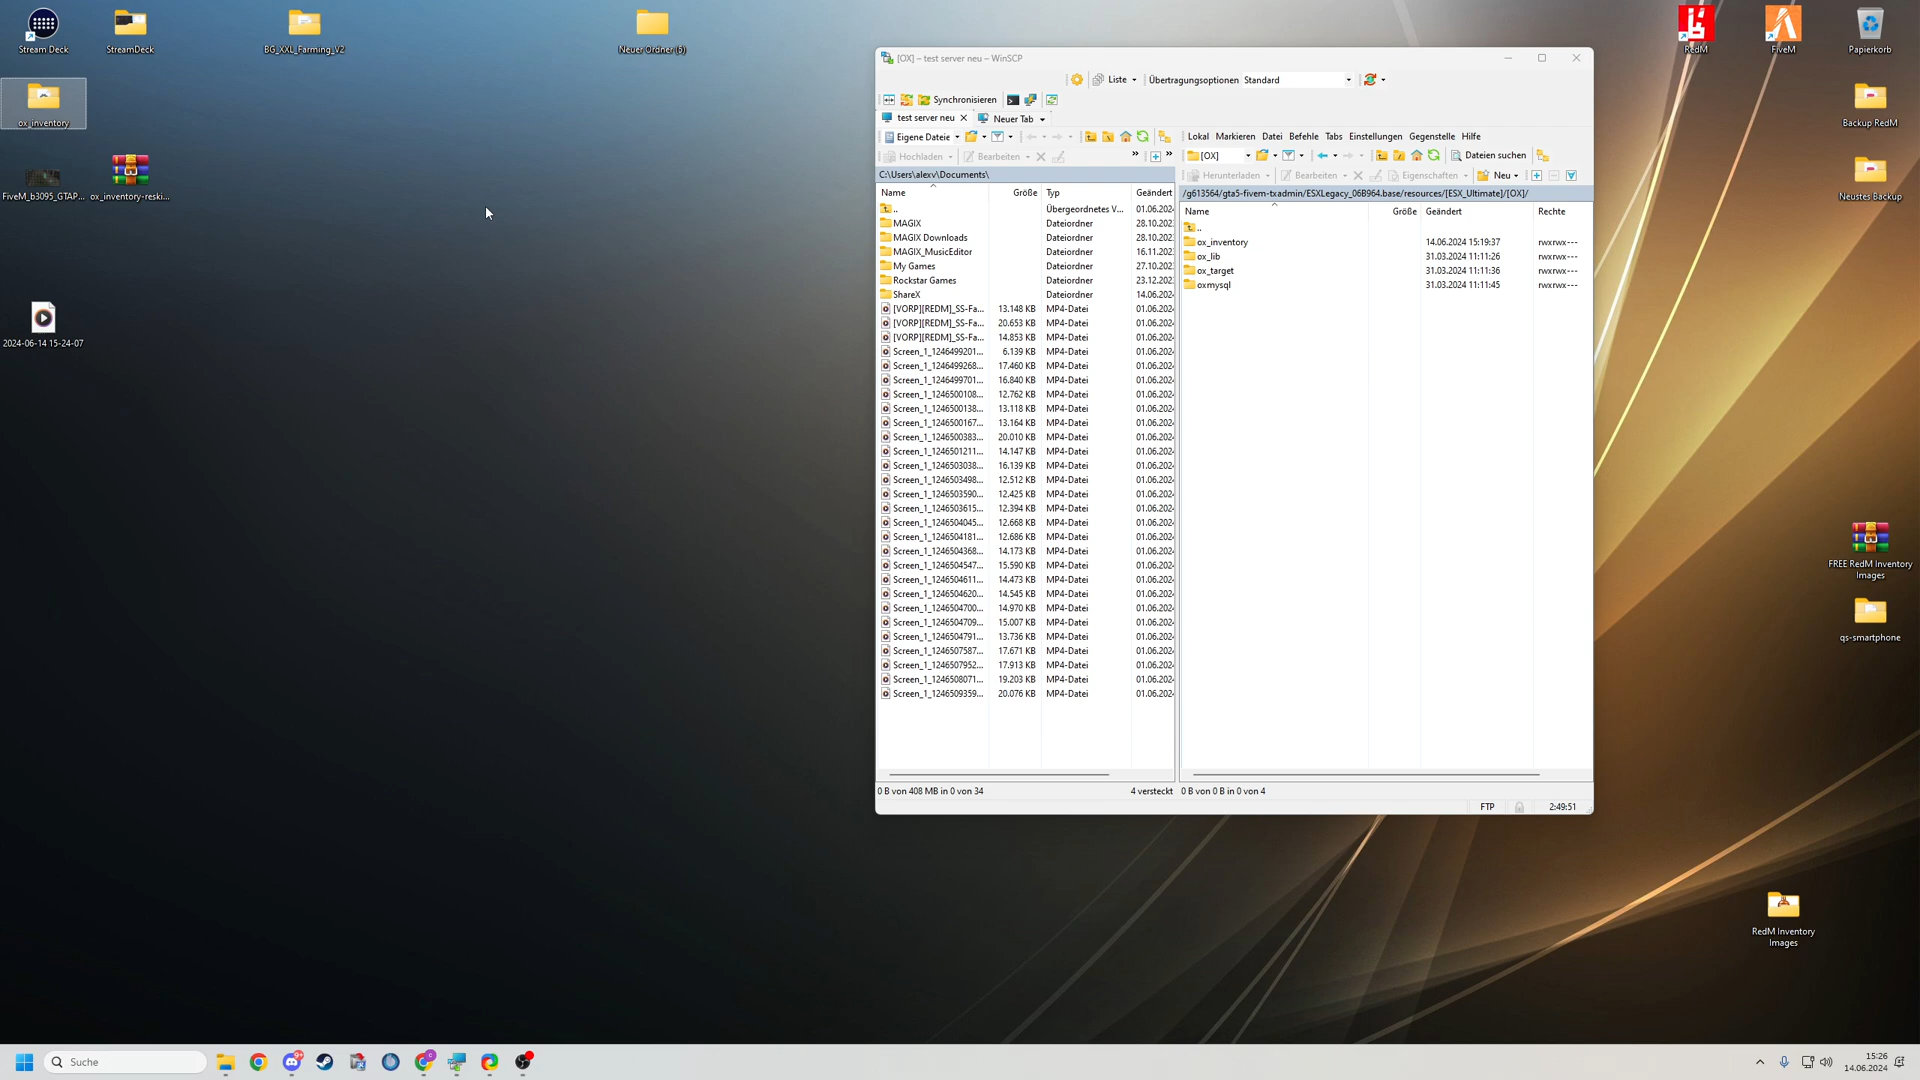 Stream Deck
StreamDeck
BG_XXL_Farming_V2
Neuer Ordner (6)
RedM
FiveM
Papierkorb
ox_inventory
Backup RedM
FiveM_b3095_GTAP...
ox_inventory-reski...
Neustes Backup
2024-06-14 15-24-07
FREE RedM Inventory
Images
qs-smartphone
RedM Inventory
Images
[OX] – test server neu – WinSCP
Liste
Übertragungsoptionen Standard
Synchronisieren
test server neu
Neuer Tab
Eigene Dateie
Hochladen
Bearbeiten
C:\Users\alexv\Documents\
Name Größe Typ Geändert
.. Übergeordnetes V... 01.06.202
MAGIX Dateiordner 28.10.202
MAGIX Downloads Dateiordner 28.10.202
MAGIX_MusicEditor Dateiordner 16.11.202
My Games Dateiordner 27.10.202
Rockstar Games Dateiordner 23.12.202
ShareX Dateiordner 14.06.202
[VORP][REDM]_SS-Fa... 13.148 KB MP4-Datei 01.06.202
[VORP][REDM]_SS-Fa... 20.653 KB MP4-Datei 01.06.202
[VORP][REDM]_SS-Fa... 14.853 KB MP4-Datei 01.06.202
Screen_1_1246499201... 6.139 KB MP4-Datei 01.06.202
Screen_1_1246499268... 17.460 KB MP4-Datei 01.06.202
Screen_1_1246499701... 16.840 KB MP4-Datei 01.06.202
Screen_1_1246500108... 12.762 KB MP4-Datei 01.06.202
Screen_1_1246500138... 13.118 KB MP4-Datei 01.06.202
Screen_1_1246500167... 13.164 KB MP4-Datei 01.06.202
Screen_1_1246500383... 20.010 KB MP4-Datei 01.06.202
Screen_1_1246501211... 14.147 KB MP4-Datei 01.06.202
Screen_1_1246503038... 16.139 KB MP4-Datei 01.06.202
Screen_1_1246503498... 12.512 KB MP4-Datei 01.06.202
Screen_1_1246503590... 12.425 KB MP4-Datei 01.06.202
Screen_1_1246503615... 12.394 KB MP4-Datei 01.06.202
Screen_1_1246504045... 12.668 KB MP4-Datei 01.06.202
Screen_1_1246504181... 12.686 KB MP4-Datei 01.06.202
Screen_1_1246504368... 14.173 KB MP4-Datei 01.06.202
Screen_1_1246504547... 15.590 KB MP4-Datei 01.06.202
Screen_1_1246504611... 14.473 KB MP4-Datei 01.06.202
Screen_1_1246504620... 14.545 KB MP4-Datei 01.06.202
Screen_1_1246504700... 14.970 KB MP4-Datei 01.06.202
Screen_1_1246504709... 15.007 KB MP4-Datei 01.06.202
Screen_1_1246504791... 13.736 KB MP4-Datei 01.06.202
Screen_1_1246507587... 17.671 KB MP4-Datei 01.06.202
Screen_1_1246507952... 17.913 KB MP4-Datei 01.06.202
Screen_1_1246508071... 19.203 KB MP4-Datei 01.06.202
Screen_1_1246509359... 20.076 KB MP4-Datei 01.06.202
0 B von 408 MB in 0 von 34
4 versteckt
Lokal Markieren Datei Befehle Tabs Einstellungen Gegenstelle Hilfe
[OX]
Dateien suchen
Herunterladen
Bearbeiten
Eigenschaften
Neu
/g613564/gta5-fivem-txadmin/ESXLegacy_06B964.base/resources/[ESX_Ultimate]/[OX]/
Name Größe Geändert Rechte
..
ox_inventory 14.06.2024 15:19:37 rwxrwx---
ox_lib 31.03.2024 11:11:26 rwxrwx---
ox_target 31.03.2024 11:11:36 rwxrwx---
oxmysql 31.03.2024 11:11:45 rwxrwx---
0 B von 0 B in 0 von 4
FTP
2:49:51
Suche
9+
15:26
14.06.2024